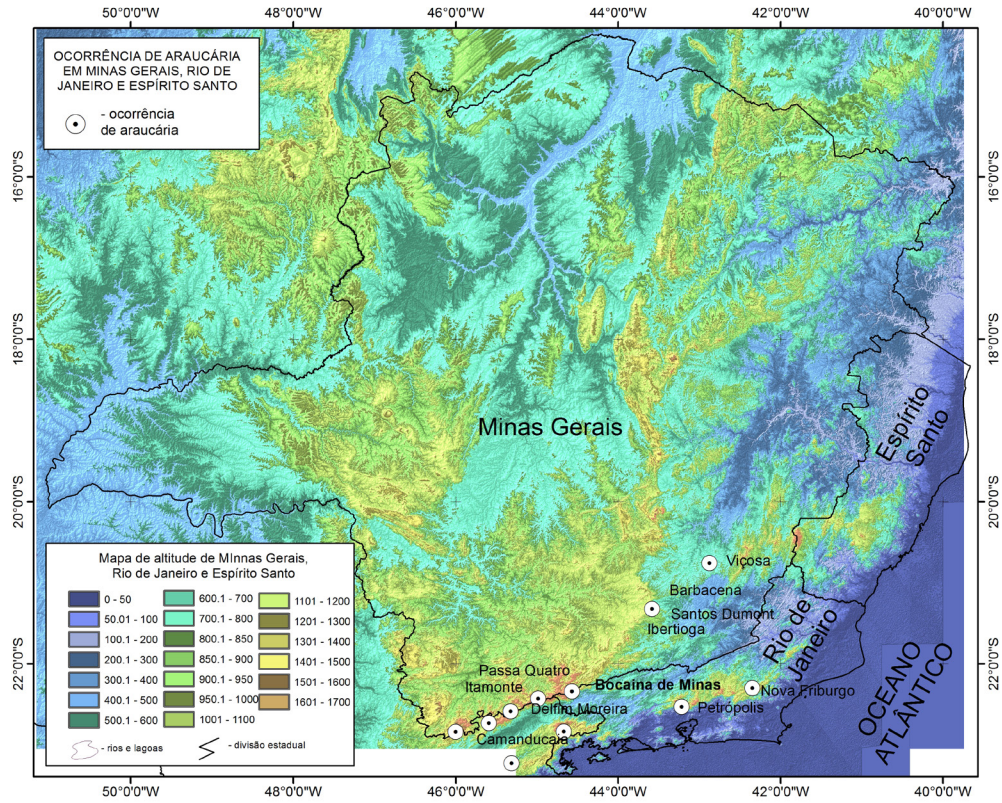 50°0'0"W 48°0'0"W 46°0'0"W 44°0'0"W 42°0'0"W 40°0'0"W
OCORRÊNCIA DE ARAUCÁRIA
EM MINAS GERAIS, RIO DE
JANEIRO E ESPÍRITO SANTO
- ocorrência
de araucária
16°0'0"S 16°0'0"S
18°0'0"S 18°0'0"S
Minas Gerais
Espírito
Santo
20°0'0"S 20°0'0"S
Viçosa
Barbacena
Santos Dumont
Ibertioga
Rio de
Janeiro
22°0'0"S 22°0'0"S
Passa Quatro
Itamonte
Bocaina de Minas
Delfim Moreira
Nova Friburgo
Petrópolis
Camanducaia
OCEANO
ATLÂNTICO
Mapa de altitude de MInnas Gerais,
Rio de Janeiro e Espírito Santo
0 - 50 600.1 - 700 1101 - 1200
50.01 - 100 700.1 - 800 1201 - 1300
100.1 - 200 800.1 - 850 1301 - 1400
200.1 - 300 850.1 - 900 1401 - 1500
300.1 - 400 900.1 - 950 1501 - 1600
400.1 - 500 950.1 - 1000 1601 - 1700
500.1 - 600 1001 - 1100
- rios e lagoas - divisão estadual
50°0'0"W 48°0'0"W 46°0'0"W 44°0'0"W 42°0'0"W 40°0'0"W